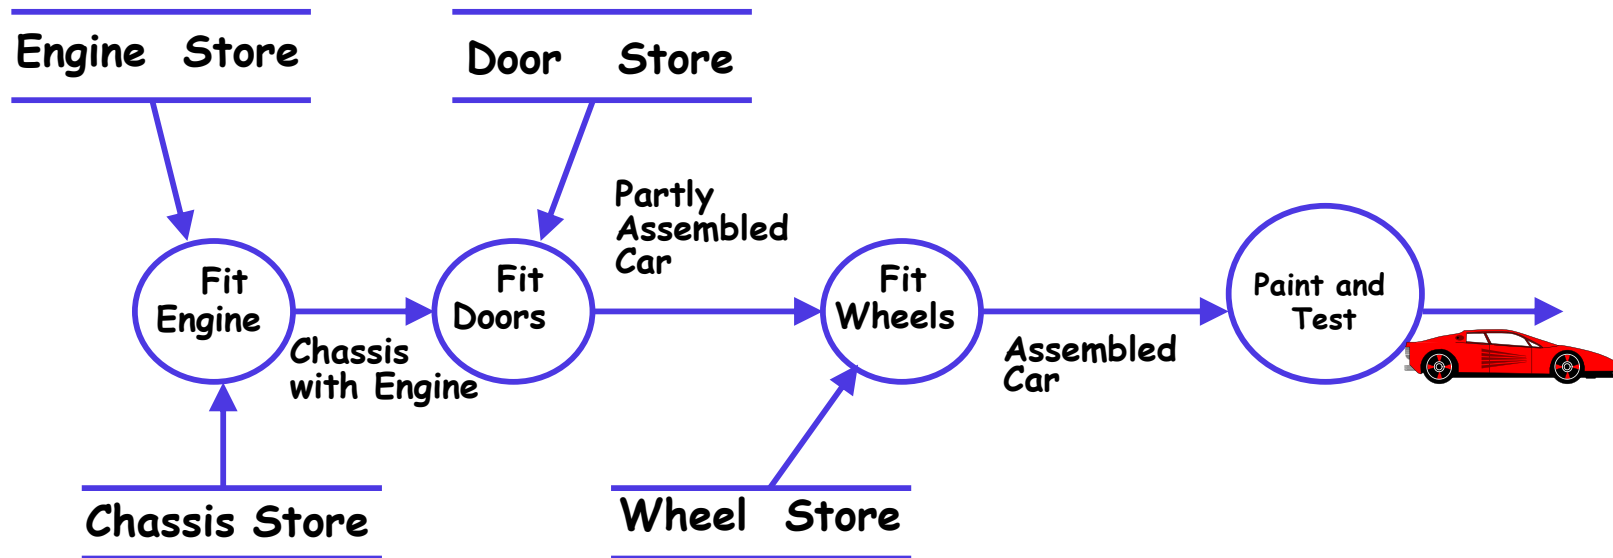 Engine Store
Door Store
Partly
Assembled
Car
Fit
Engine
Fit
Doors
Fit
Wheels
Paint and
Test
Chassis
with Engine
Assembled
Car
Chassis Store
Wheel Store